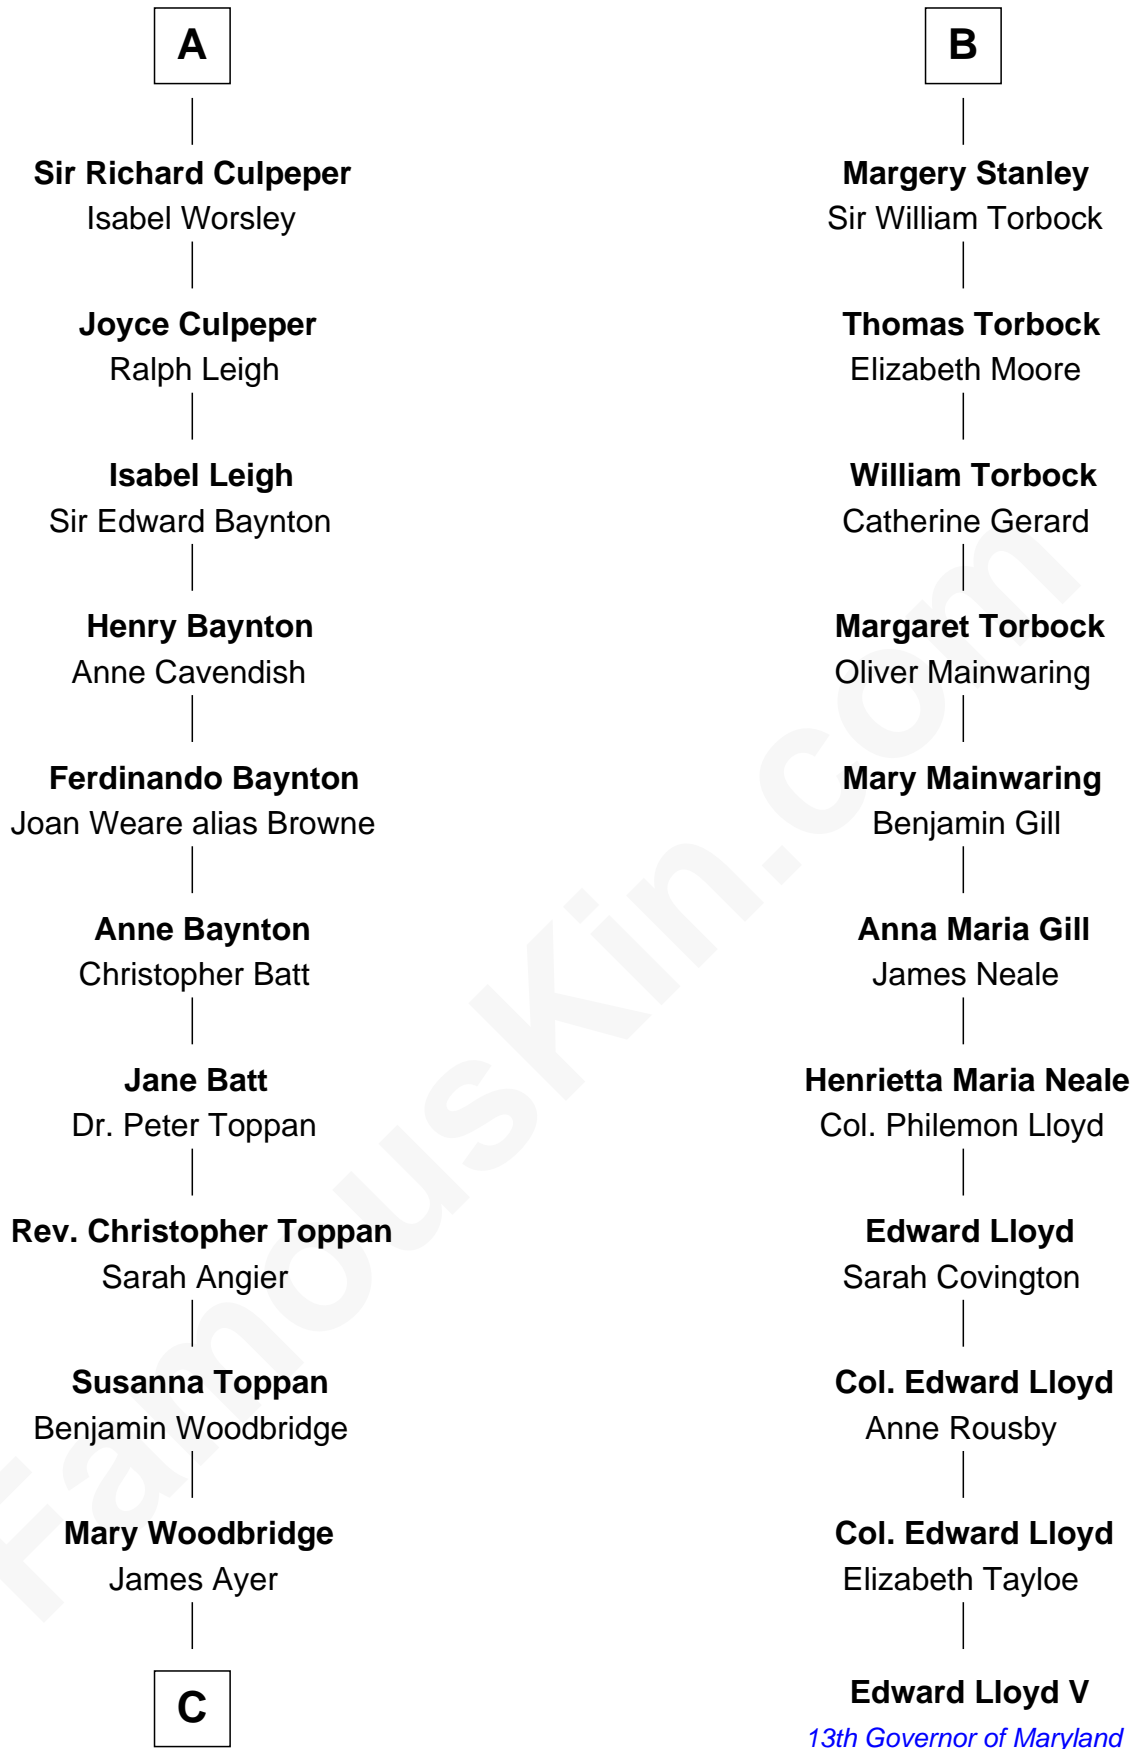 A
Sir Richard Culpeper
Isabel Worsley
Joyce Culpeper
Ralph Leigh
Isabel Leigh
Sir Edward Baynton
Henry Baynton
Anne Cavendish
Ferdinando Baynton
Joan Weare alias Browne
Anne Baynton
Christopher Batt
Jane Batt
Dr. Peter Toppan
Rev. Christopher Toppan
Sarah Angier
Susanna Toppan
Benjamin Woodbridge
Mary Woodbridge
James Ayer
C
B
Margery Stanley
Sir William Torbock
Thomas Torbock
Elizabeth Moore
William Torbock
Catherine Gerard
Margaret Torbock
Oliver Mainwaring
Mary Mainwaring
Benjamin Gill
Anna Maria Gill
James Neale
Henrietta Maria Neale
Col. Philemon Lloyd
Edward Lloyd
Sarah Covington
Col. Edward Lloyd
Anne Rousby
Col. Edward Lloyd
Elizabeth Tayloe
Edward Lloyd V
13th Governor of Maryland
FamousKin.com